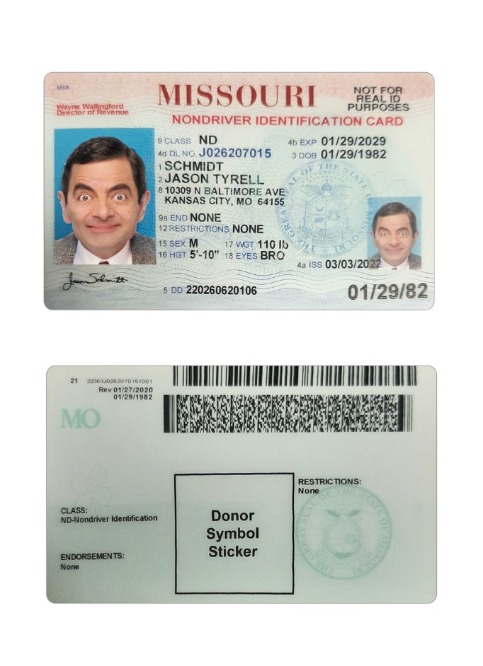 USA
MISSOURI
NOT FOR
REAL ID
PURPOSES
Wayne Wallingford
Director of Revenue
NONDRIVER IDENTIFICATION CARD
9 CLASS ND
4b EXP 01/29/2029
4d DL NO. J026207015
3 DOB 01/29/1982
1 SCHMIDT
2 JASON TYRELL
8 10309 N BALTIMORE AVE
KANSAS CITY, MO 64155
9a END NONE
12 RESTRICTIONS NONE
15 SEX M
17 WGT 110 lb
16 HGT 5'-10"
18 EYES BRO
4a ISS 03/03/2022
5 DD 220260620106
01/29/82
21
Rev 01/27/2020
01/29/1982
MO
RESTRICTIONS:
None
CLASS:
ND-Nondriver Identification
Donor
Symbol
Sticker
ENDORSEMENTS:
None